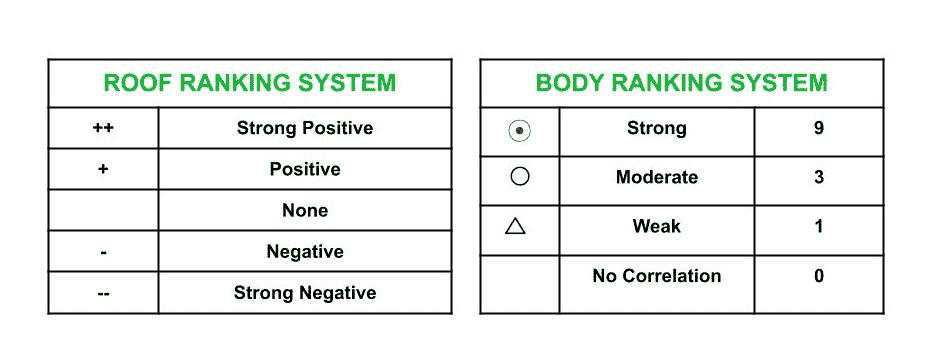 ROOF RANKING SYSTEM
++ Strong Positive
+ Positive
None
- Negative
-- Strong Negative
BODY RANKING SYSTEM
Strong 9
Moderate 3
Weak 1
No Correlation 0